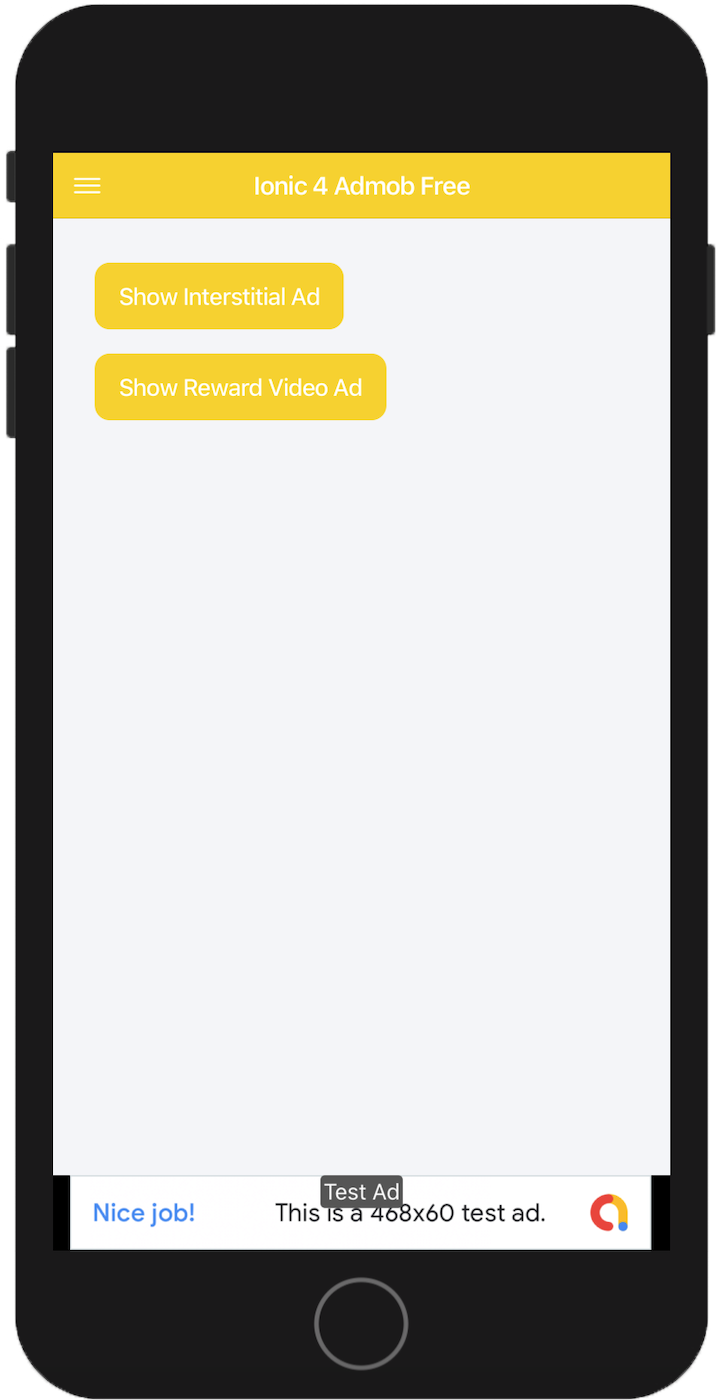 Ionic 4 Admob Free
Show Interstitial Ad
Show Reward Video Ad
Test Ad
Nice job! This is a 468x60 test ad.